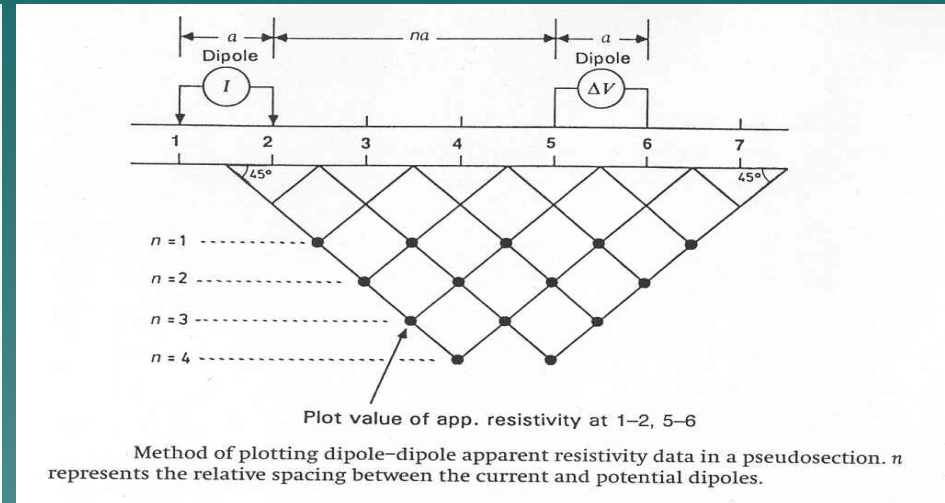 a na a
Dipole Dipole
I ΔV
1 2 3 4 5 6 7
45° 45°
n = 1
n = 2
n = 3
n = 4
Plot value of app. resistivity at 1–2, 5–6
Method of plotting dipole–dipole apparent resistivity data in a pseudosection. n
represents the relative spacing between the current and potential dipoles.